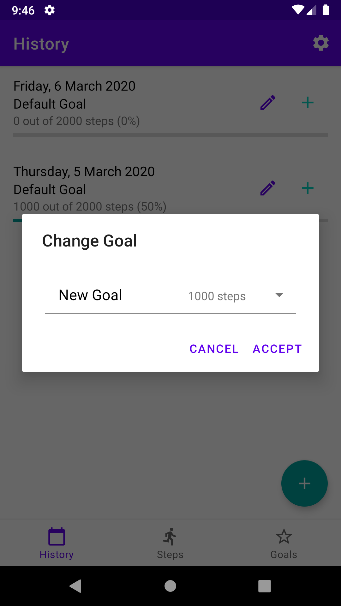 9:46
History
Friday, 6 March 2020
Default Goal
0 out of 2000 steps (0%)
Thursday, 5 March 2020
Default Goal
1000 out of 2000 steps (50%)
Change Goal
New Goal 1000 steps
CANCEL ACCEPT
History Steps Goals